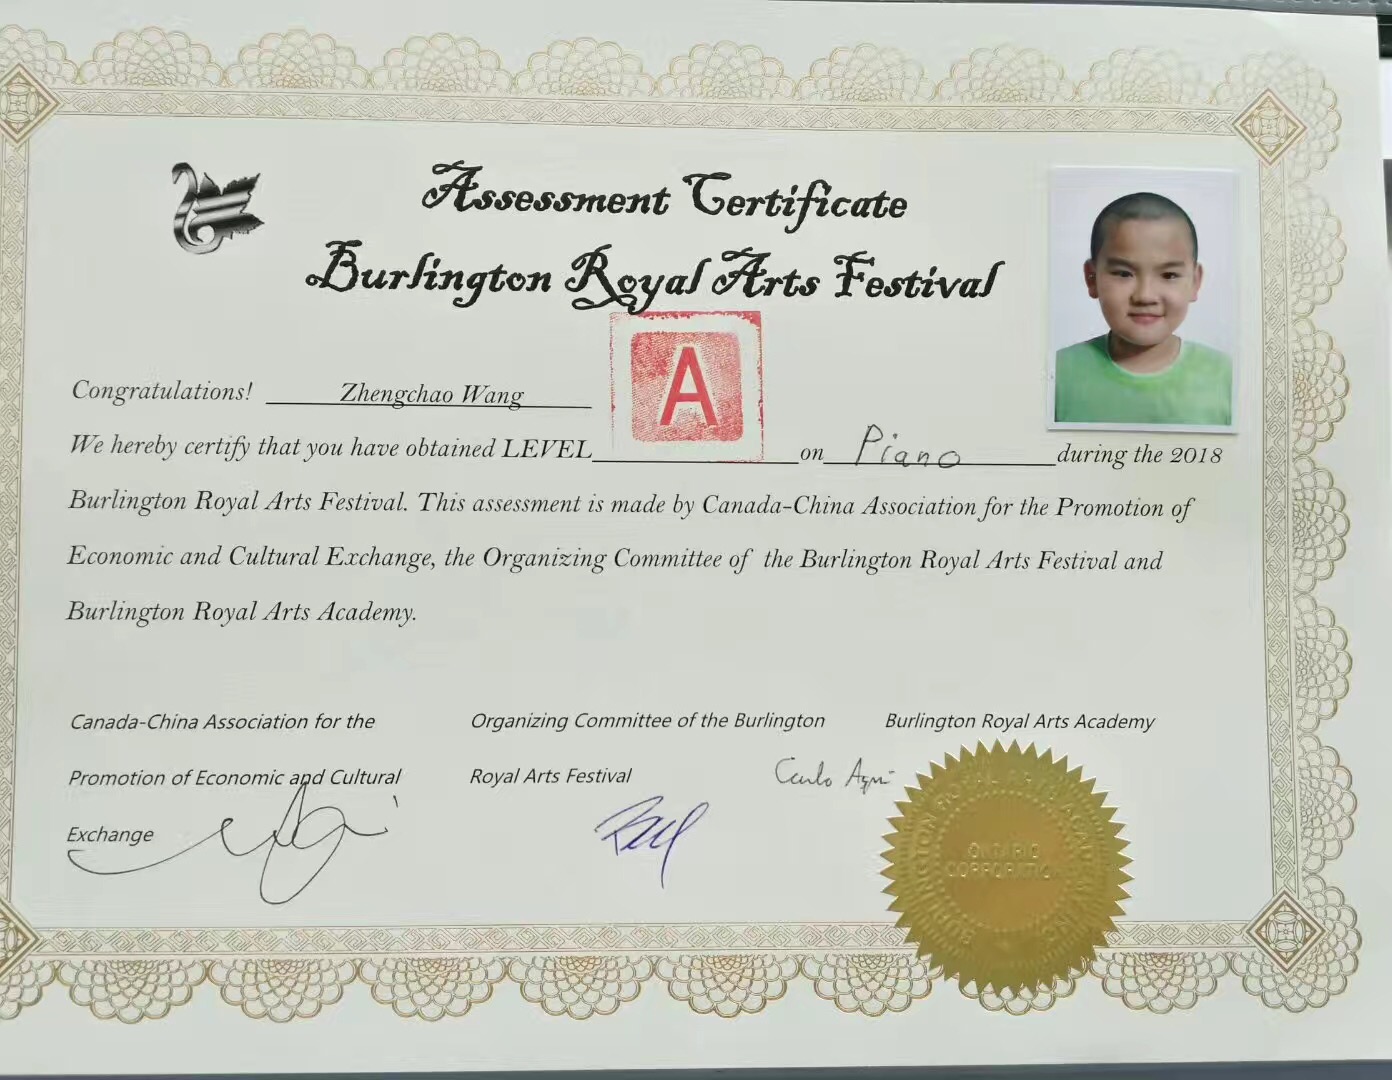 Assessment Certificate
Burlington Royal Arts Festival
A
Congratulations! Zhengchao Wang
We hereby certify that you have obtained LEVEL on Piano during the 2018
Burlington Royal Arts Festival. This assessment is made by Canada-China Association for the Promotion of
Economic and Cultural Exchange, the Organizing Committee of the Burlington Royal Arts Festival and
Burlington Royal Arts Academy.
Canada-China Association for the
Promotion of Economic and Cultural
Exchange
Organizing Committee of the Burlington
Royal Arts Festival
Burlington Royal Arts Academy
Carlo
ONTARIO
CORPORATION